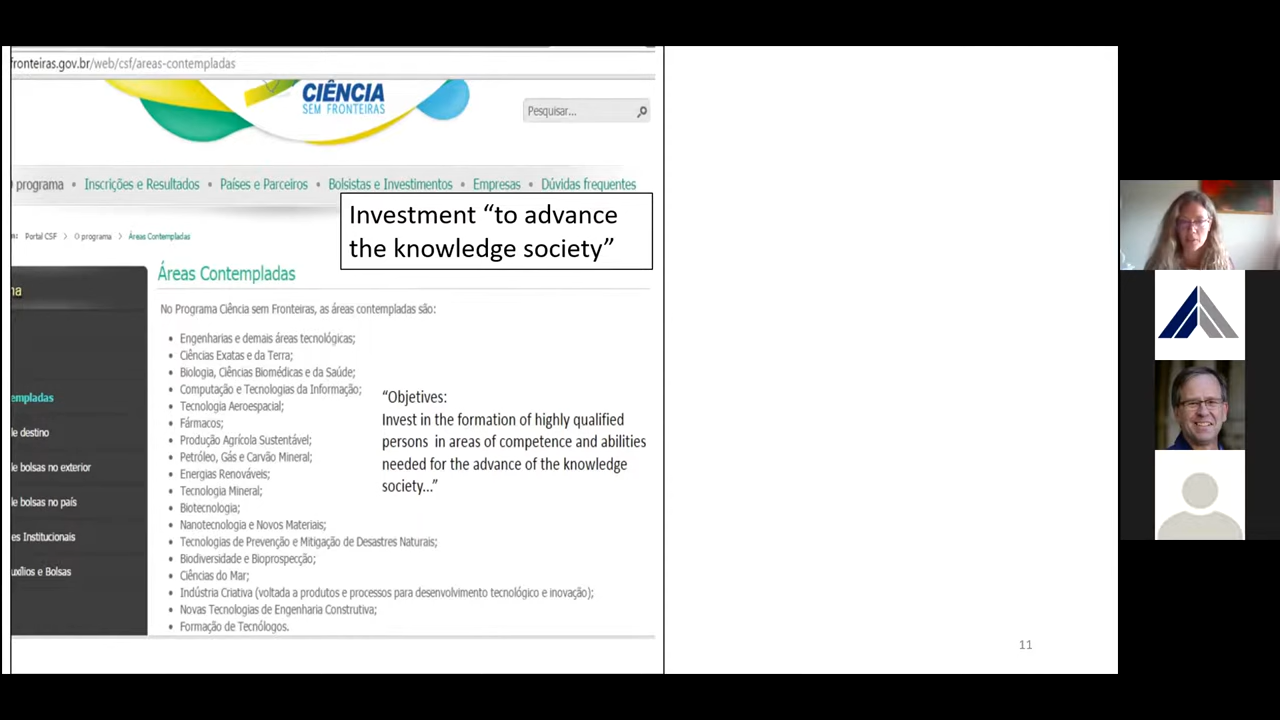 fronteiras.gov.br/web/csf/areas-contempladas
CIÊNCIA
SEM FRONTEIRAS
Pesquisar...
programa • Inscrições e Resultados • Países e Parceiros • Bolsistas e Investimentos • Empresas • Dúvidas frequentes
Investment “to advance
the knowledge society”
Portal CSF > O programa > Áreas Contempladas
na
Áreas Contempladas
No Programa Ciência sem Fronteiras, as áreas contempladas são:
• Engenharias e demais áreas tecnológicas;
• Ciências Exatas e da Terra;
• Biologia, Ciências Biomédicas e da Saúde;
• Computação e Tecnologias da Informação;
• Tecnologia Aeroespacial;
• Fármacos;
• Produção Agrícola Sustentável;
• Petróleo, Gás e Carvão Mineral;
• Energias Renováveis;
• Tecnologia Mineral;
• Biotecnologia;
• Nanotecnologia e Novos Materiais;
• Tecnologias de Prevenção e Mitigação de Desastres Naturais;
• Biodiversidade e Bioprospecção;
• Ciências do Mar;
• Indústria Criativa (voltada a produtos e processos para desenvolvimento tecnológico e inovação);
• Novas Tecnologias de Engenharia Construtiva;
• Formação de Tecnólogos.
“Objetives:
Invest in the formation of highly qualified
persons in areas of competence and abilities
needed for the advance of the knowledge
society...”
empladas
de destino
de bolsas no exterior
de bolsas no país
es Institucionais
uxílios e Bolsas
11